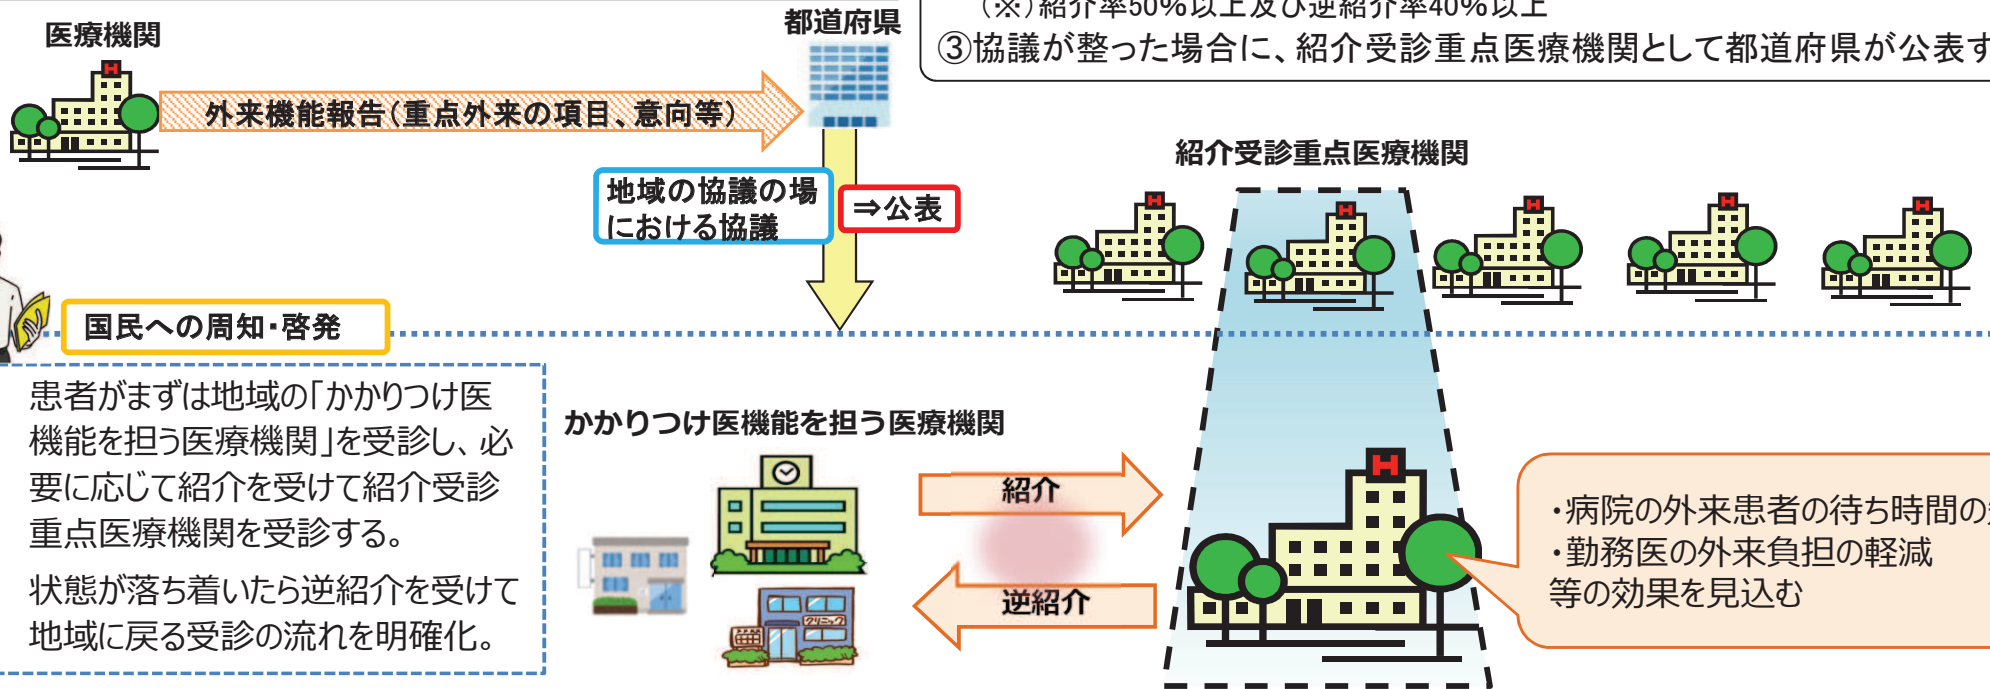 (※)紹介率50%以上及び逆紹介率40%以上
③協議が整った場合に、紹介受診重点医療機関として都道府県が公表す
医療機関
都道府県
外来機能報告(重点外来の項目、意向等)
地域の協議の場
における協議
⇒公表
紹介受診重点医療機関
国民への周知・啓発
患者がまずは地域の「かかりつけ医
機能を担う医療機関」を受診し、必
要に応じて紹介を受けて紹介受診
重点医療機関を受診する。
状態が落ち着いたら逆紹介を受けて
地域に戻る受診の流れを明確化。
かかりつけ医機能を担う医療機関
クリニック
紹介
逆紹介
・病院の外来患者の待ち時間の
・勤務医の外来負担の軽減
等の効果を見込む